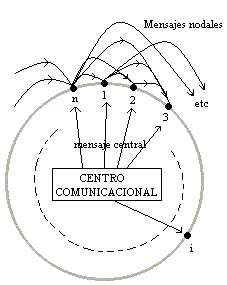 Mensajes nodales
n
1
2
3
etc
mensaje central
CENTRO
COMUNICACIONAL
i